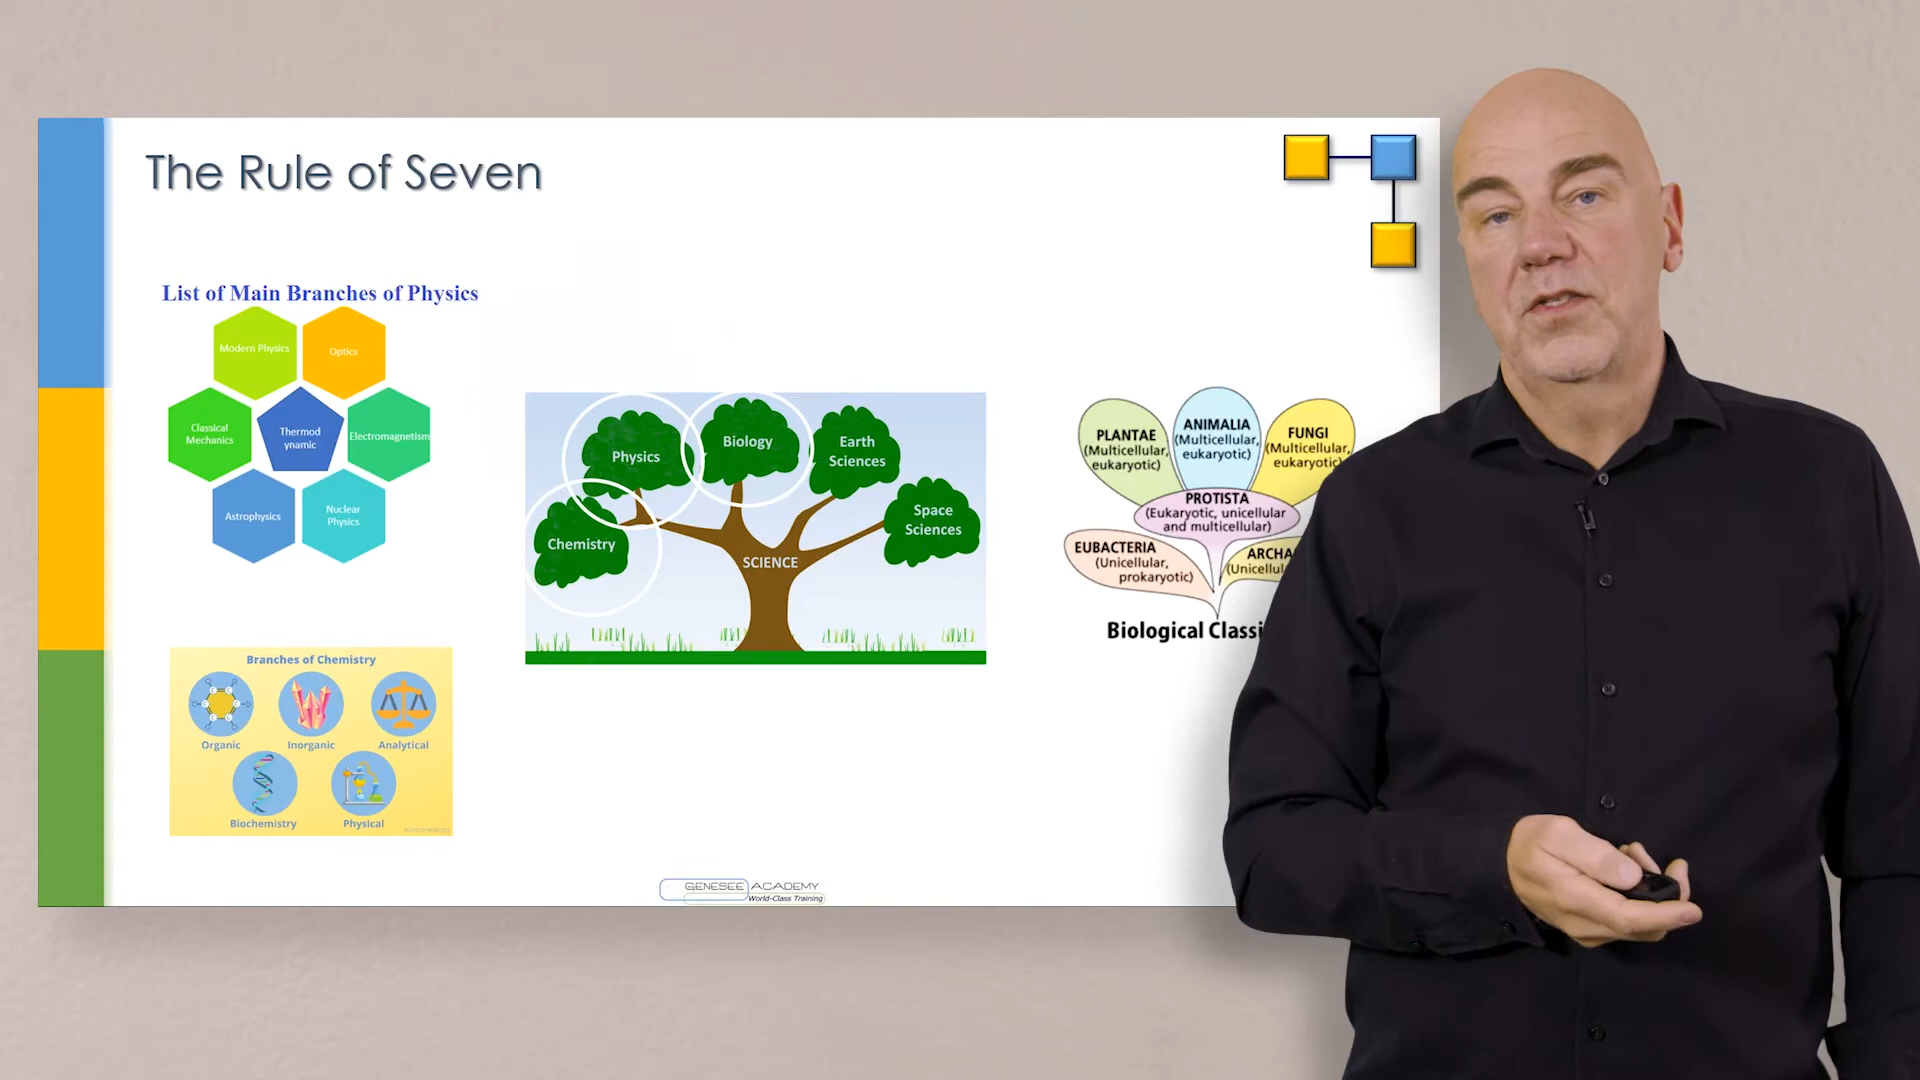 The Rule of Seven
List of Main Branches of Physics
Modern Physics
Optics
Classical
Mechanics
Thermod
ynamic
Electromagnetism
Astrophysics
Nuclear
Physics
Physics
Biology
Earth
Sciences
Chemistry
Space
Sciences
SCIENCE
PLANTAE
(Multicellular,
eukaryotic)
ANIMALIA
(Multicellular,
eukaryotic)
FUNGI
(Multicellular,
eukaryotic)
PROTISTA
(Eukaryotic, unicellular
and multicellular)
EUBACTERIA
(Unicellular,
prokaryotic)
ARCHA
(Unicellul
Biological Classi
Branches of Chemistry
Organic
Inorganic
Analytical
Biochemistry
Physical
GENESEE ACADEMY
World-Class Training